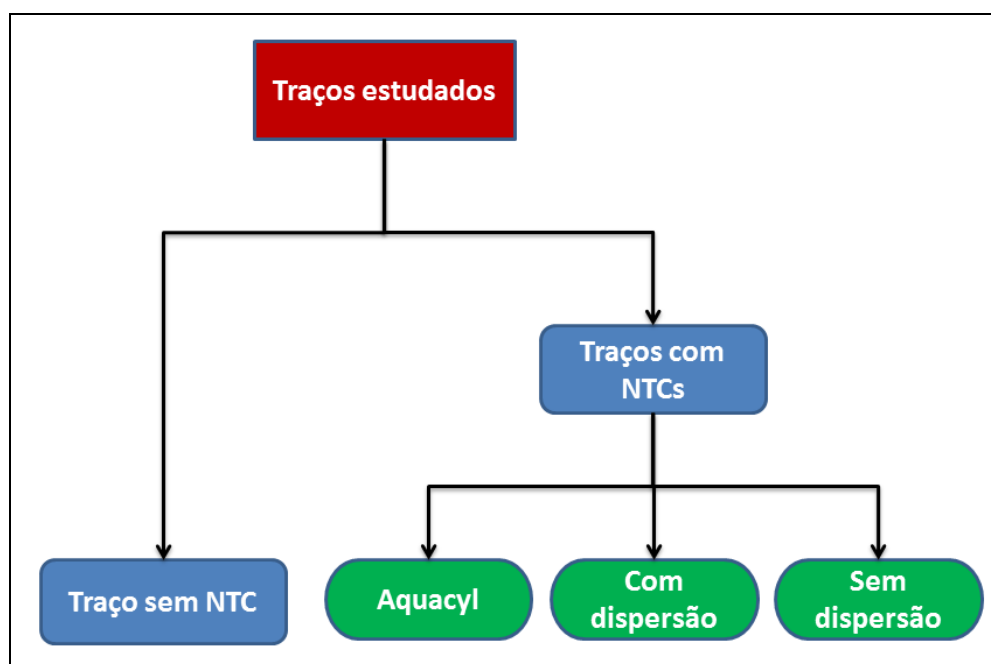 Traços estudados
Traços com
NTCs
Traço sem NTC
Aquacyl
Com
dispersão
Sem
dispersão